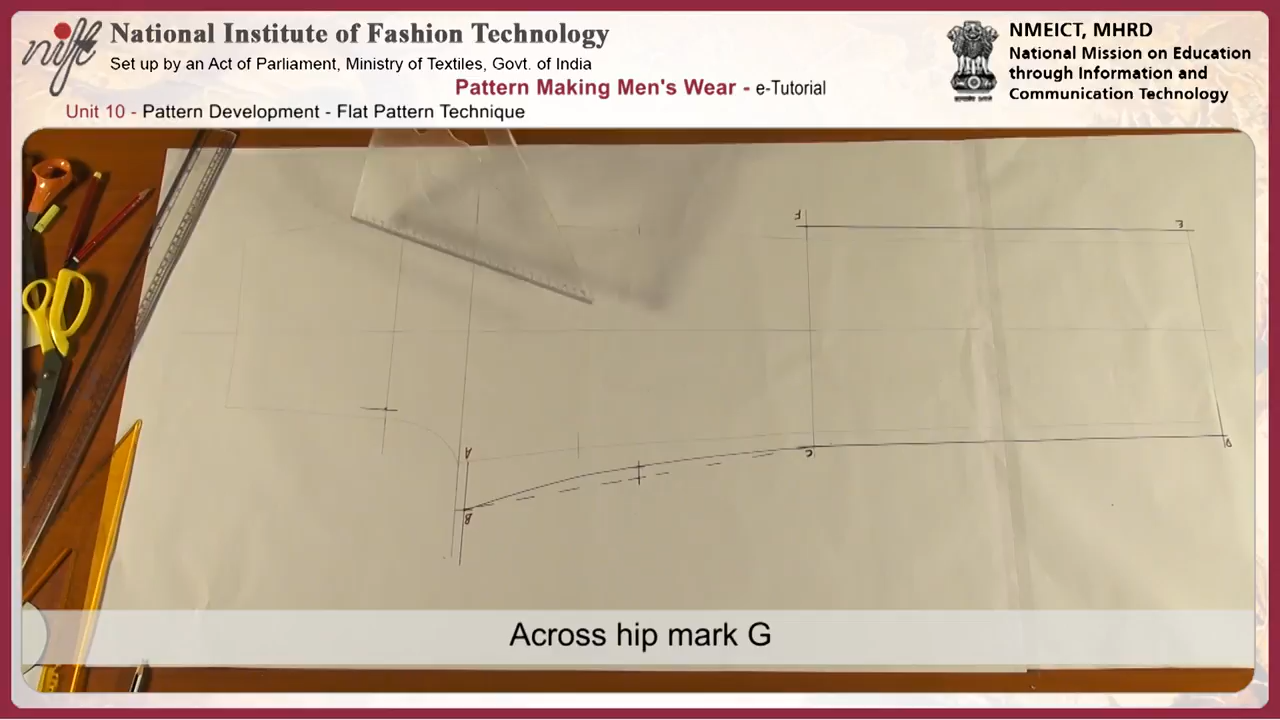 nift
National Institute of Fashion Technology
Set up by an Act of Parliament, Ministry of Textiles, Govt. of India
Pattern Making Men's Wear - e-Tutorial
Unit 10 - Pattern Development - Flat Pattern Technique
NMEICT, MHRD
National Mission on Education
through Information and
Communication Technology
F
E
A
C
D
B
Across hip mark G